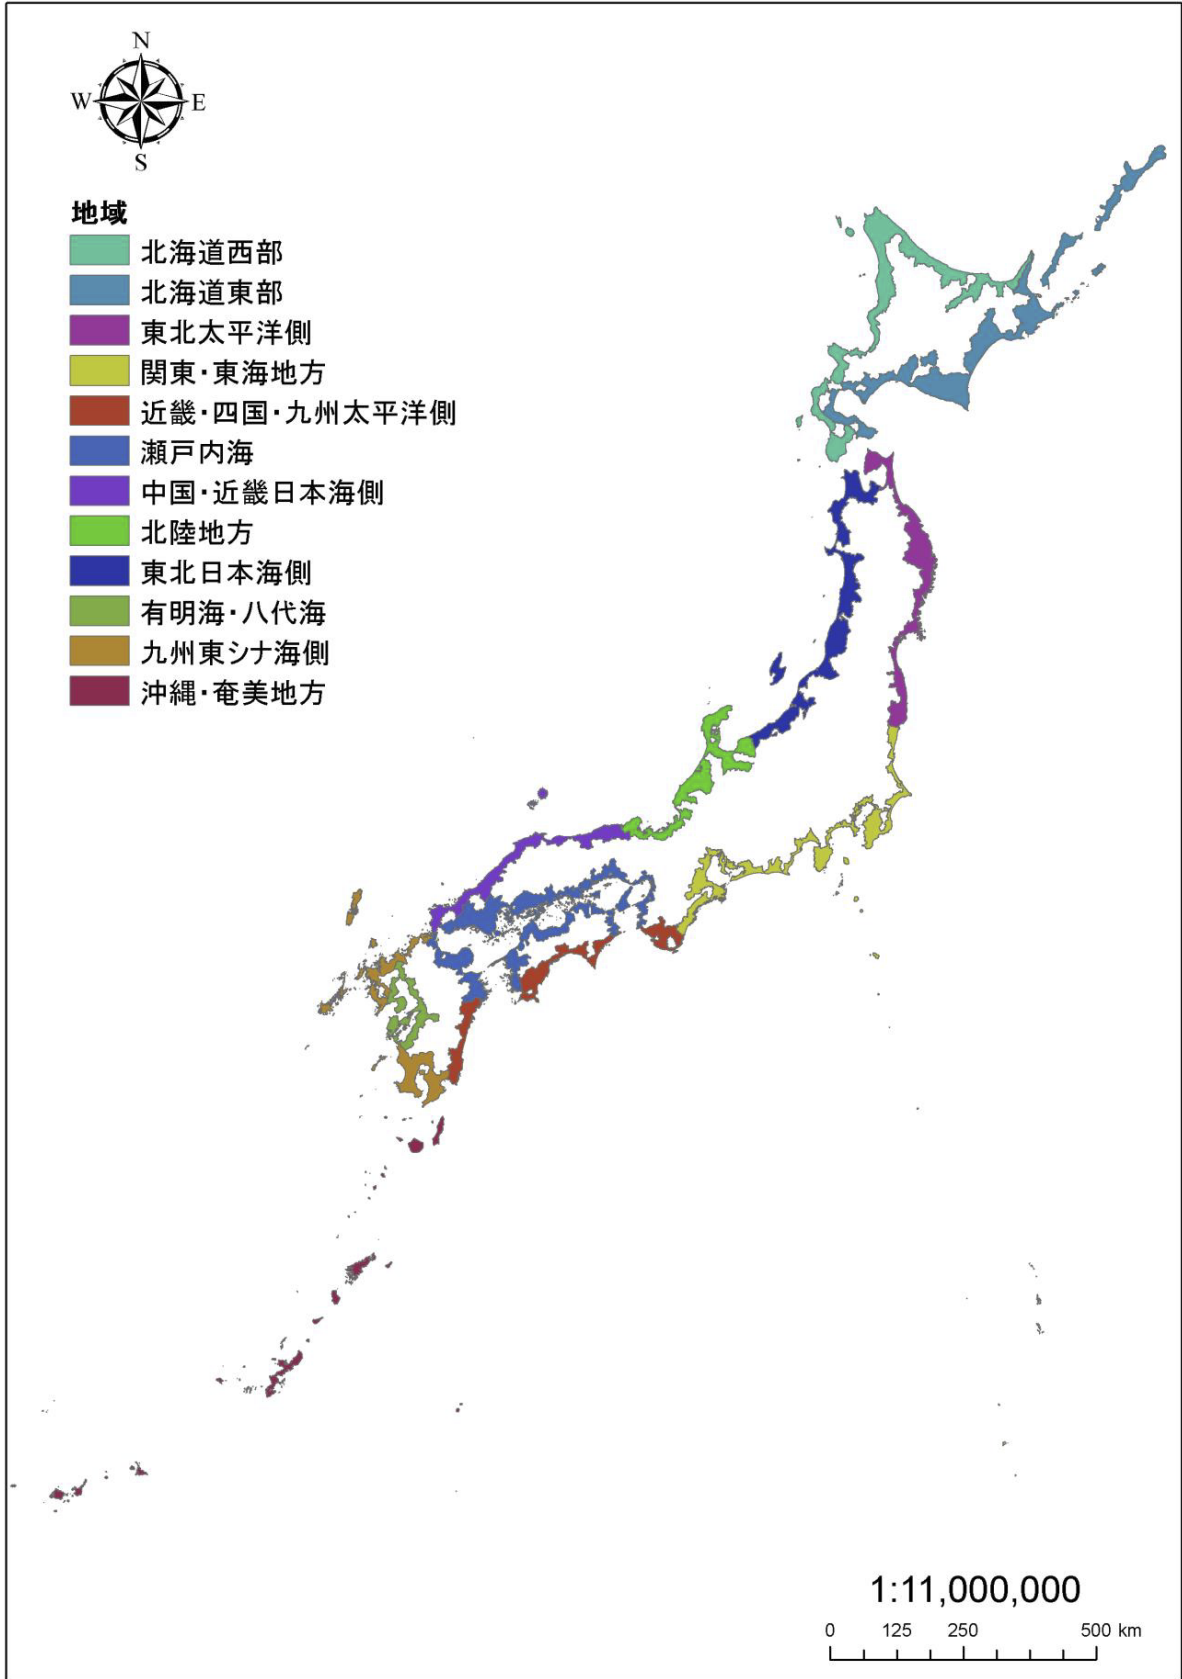 N
W E
S
地域
北海道西部
北海道東部
東北太平洋側
関東・東海地方
近畿・四国・九州太平洋側
瀬戸内海
中国・近畿日本海側
北陸地方
東北日本海側
有明海・八代海
九州東シナ海側
沖縄・奄美地方
1:11,000,000
0 125 250 500 km